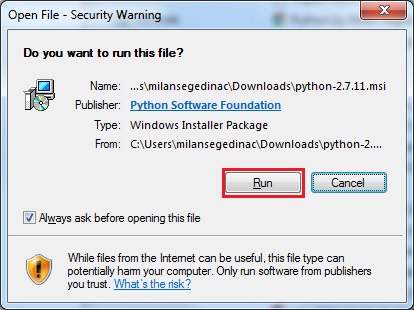 Open File - Security Warning
Do you want to run this file?
Name: ...s\milansegedinac\Downloads\python-2.7.11.msi
Publisher: Python Software Foundation
Type: Windows Installer Package
From: C:\Users\milansegedinac\Downloads\python-2....
Run Cancel
Always ask before opening this file
While files from the Internet can be useful, this file type can
potentially harm your computer. Only run software from publishers
you trust. What's the risk?